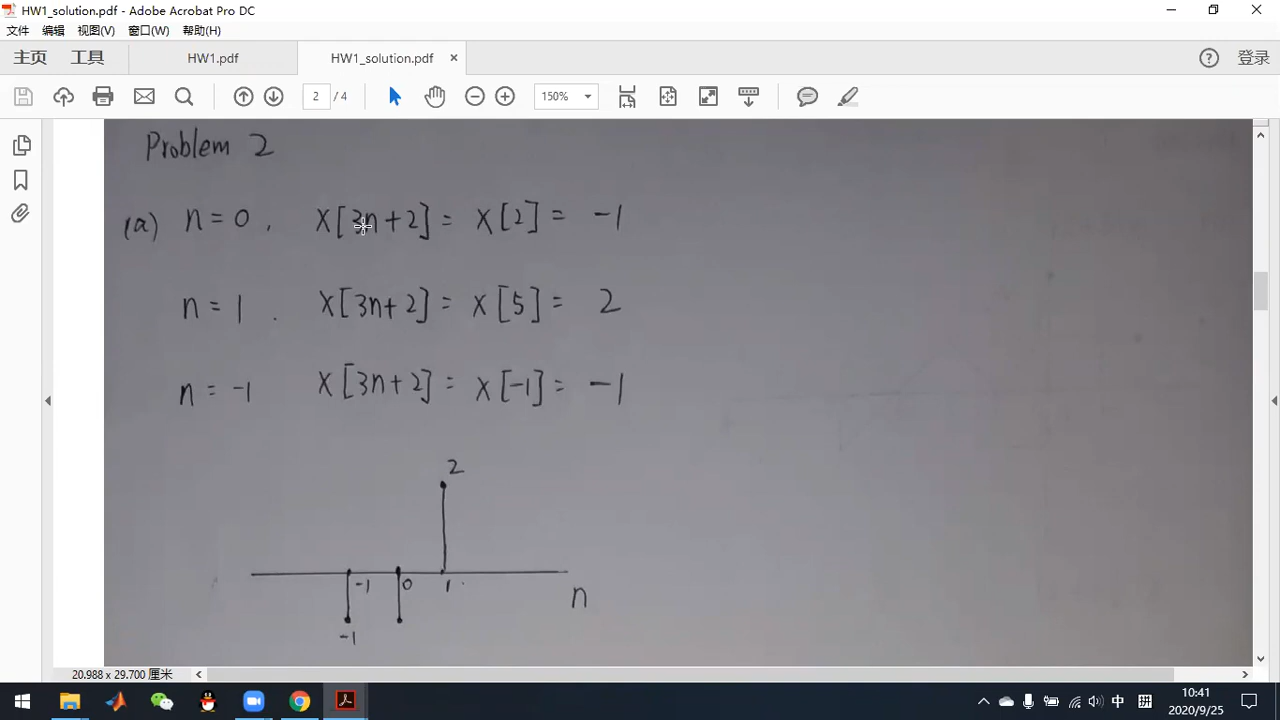 HW1_solution.pdf - Adobe Acrobat Pro DC
文件 编辑 视图(V) 窗口(W) 帮助(H)
主页 工具 HW1.pdf HW1_solution.pdf × 登录
2 / 4 150%
Problem 2
(a) n = 0 , X[3n+2] = X[2] = -1
n = 1 . X[3n+2] = X[5] = 2
n = -1 X[3n+2] = X[-1] = -1
2
-1 0 1
n
-1
20.988 x 29.700 厘米
中 拼 10:41
2020/9/25